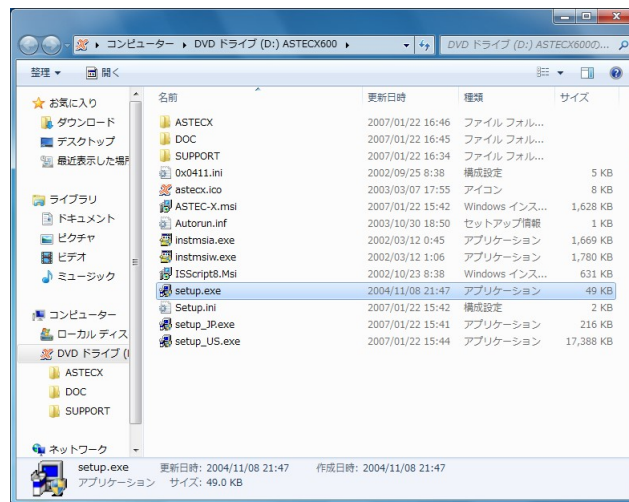 コンピューター ▸ DVD ドライブ (D:) ASTECX600 ▸
DVD ドライブ (D:) ASTECX600の...
整理 ▼ 開く
お気に入り
ダウンロード
デスクトップ
最近表示した場所
ライブラリ
ドキュメント
ピクチャ
ビデオ
ミュージック
コンピューター
ローカル ディス
DVD ドライブ (
ASTECX
DOC
SUPPORT
ネットワーク
名前 更新日時 種類 サイズ
ASTECX 2007/01/22 16:46 ファイル フォル...
DOC 2007/01/22 16:45 ファイル フォル...
SUPPORT 2007/01/22 16:34 ファイル フォル...
0x0411.ini 2002/09/25 8:38 構成設定 5 KB
astecx.ico 2003/03/07 17:55 アイコン 8 KB
ASTEC-X.msi 2007/01/22 15:42 Windows インス... 1,628 KB
Autorun.inf 2003/10/30 18:50 セットアップ情報 1 KB
instmsia.exe 2002/03/12 0:45 アプリケーション 1,669 KB
instmsiw.exe 2002/03/12 1:06 アプリケーション 1,780 KB
ISScript8.Msi 2002/10/23 8:38 Windows インス... 631 KB
setup.exe 2004/11/08 21:47 アプリケーション 49 KB
Setup.ini 2007/01/22 15:42 構成設定 2 KB
setup_JP.exe 2007/01/22 15:41 アプリケーション 216 KB
setup_US.exe 2007/01/22 15:44 アプリケーション 17,388 KB
setup.exe 更新日時: 2004/11/08 21:47 作成日時: 2004/11/08 21:47
アプリケーション サイズ: 49.0 KB